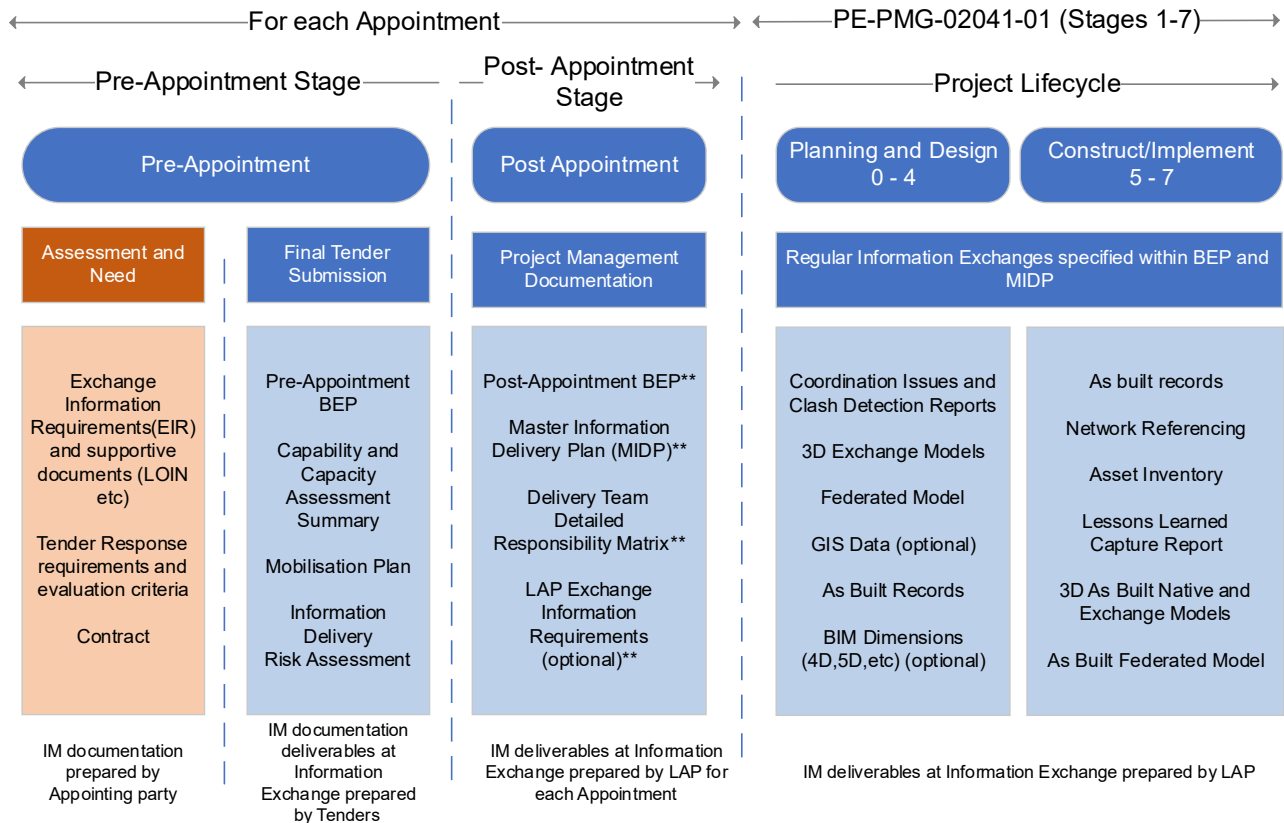 For each Appointment
PE-PMG-02041-01 (Stages 1-7)
Pre-Appointment Stage
Post- Appointment
Stage
Project Lifecycle
Pre-Appointment
Post Appointment
Planning and Design
0 - 4
Construct/Implement
5 - 7
Assessment and
Need
Final Tender
Submission
Project Management
Documentation
Regular Information Exchanges specified within BEP and
MIDP
Exchange
Information
Requirements(EIR)
and supportive
documents (LOIN
etc)
Tender Response
requirements and
evaluation criteria
Contract
Pre-Appointment
BEP
Capability and
Capacity
Assessment
Summary
Mobilisation Plan
Information
Delivery
Risk Assessment
Post-Appointment BEP**
Master Information
Delivery Plan (MIDP)**
Delivery Team
Detailed
Responsibility Matrix**
LAP Exchange
Information
Requirements
(optional)**
Coordination Issues and
Clash Detection Reports
3D Exchange Models
Federated Model
GIS Data (optional)
As Built Records
BIM Dimensions
(4D,5D,etc) (optional)
As built records
Network Referencing
Asset Inventory
Lessons Learned
Capture Report
3D As Built Native and
Exchange Models
As Built Federated Model
IM documentation
prepared by
Appointing party
IM documentation
deliverables at
Information
Exchange prepared
by Tenders
IM deliverables at Information
Exchange prepared by LAP for
each Appointment
IM deliverables at Information Exchange prepared by LAP